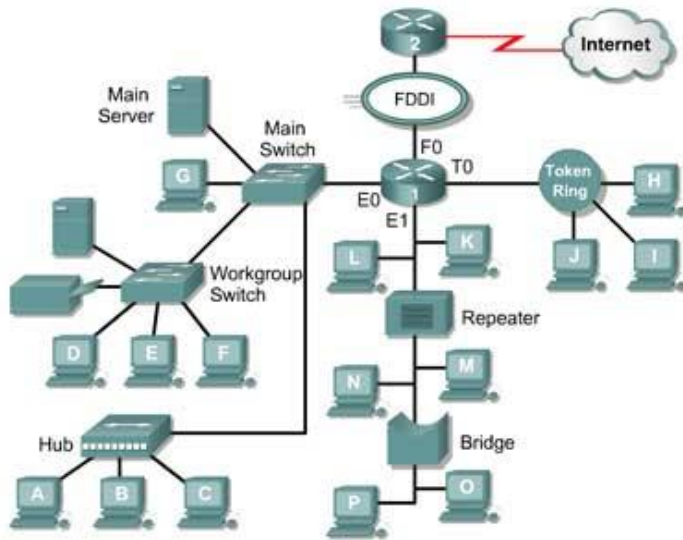 2
Internet
FDDI
Main
Server
Main
Switch
F0
T0
G
E0
1
Token
Ring
H
E1
L
K
J
I
Workgroup
Switch
Repeater
D
E
F
N
M
Hub
Bridge
A
B
C
P
O